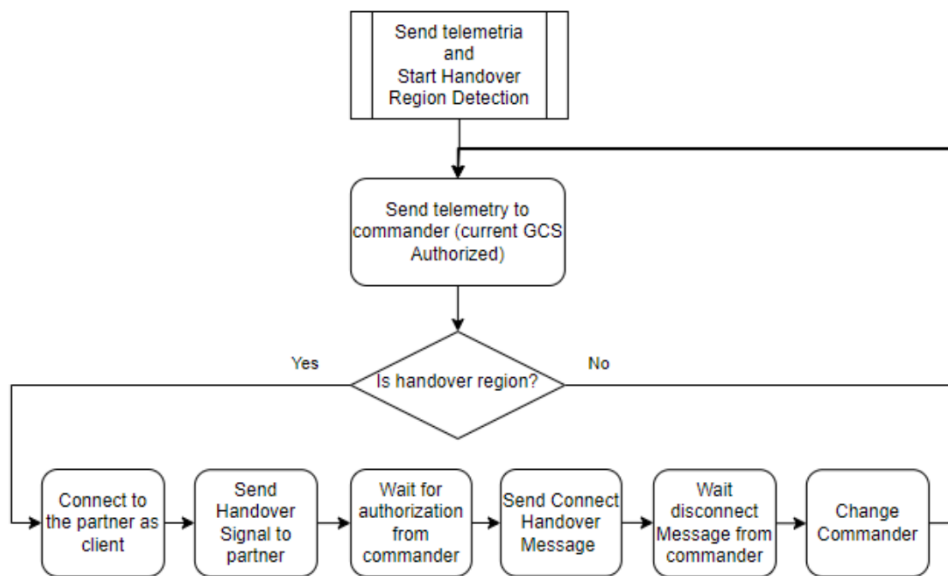 Send telemetria
and
Start Handover
Region Detection
Send telemetry to
commander (current GCS
Authorized)
Yes
No
Is handover region?
Connect to
the partner as
client
Send
Handover
Signal to
partner
Wait for
authorization from
commander
Send Connect
Handover
Message
Wait
disconnect
Message from
commander
Change
Commander